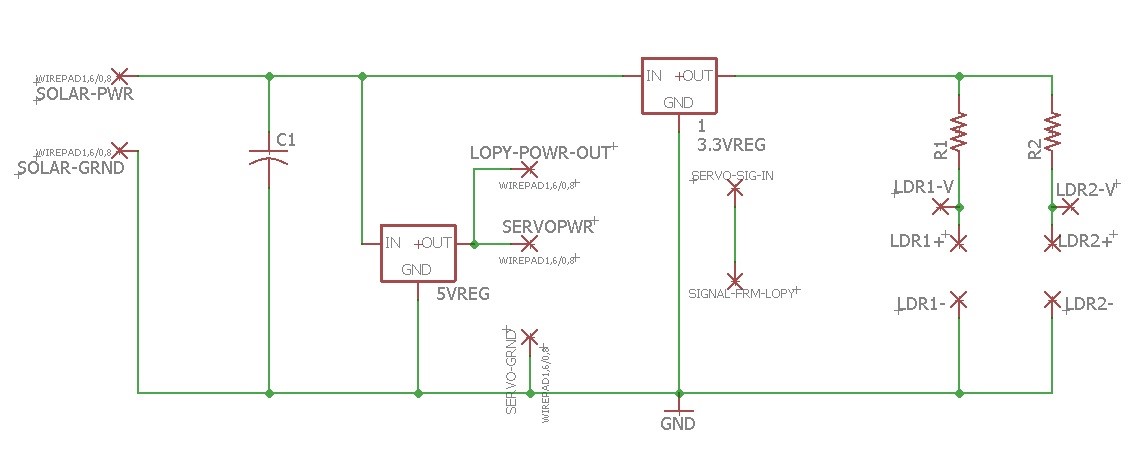 WIREPAD1,6/0,8
SOLAR-PWR
WIREPAD1,6/0,8
SOLAR-GRND
C1
IN +OUT
GND
1
3.3VREG
LOPY-POWR-OUT
WIREPAD1,6/0,8
SERVOPWR
WIREPAD1,6/0,8
IN +OUT
GND
5VREG
SERVO-GRND
WIREPAD1,6/0,8
SERVO-SIG-IN
SIGNAL-FRM-LOPY
GND
R1
R2
LDR1-V
LDR2-V
LDR1+
LDR2+
LDR1-
LDR2-